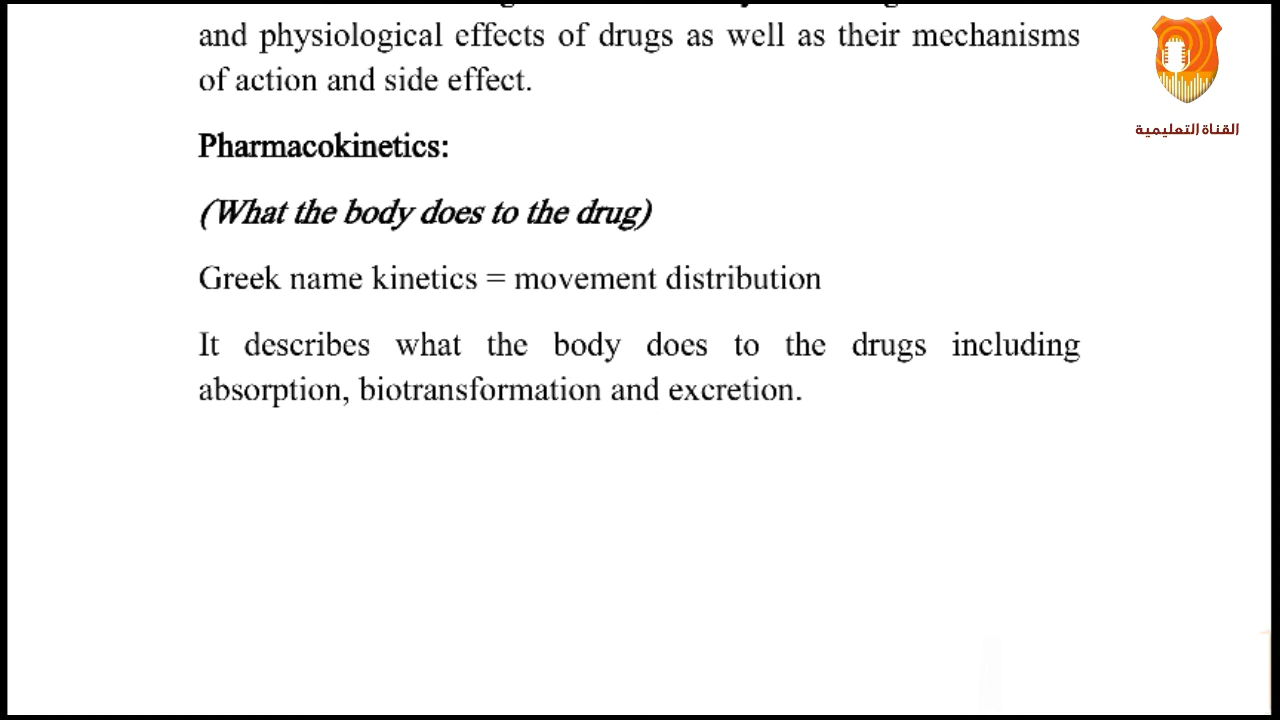 and physiological effects of drugs as well as their mechanisms
of action and side effect.
القناة التعليمية
Pharmacokinetics:
(What the body does to the drug)
Greek name kinetics = movement distribution
It describes what the body does to the drugs including
absorption, biotransformation and excretion.